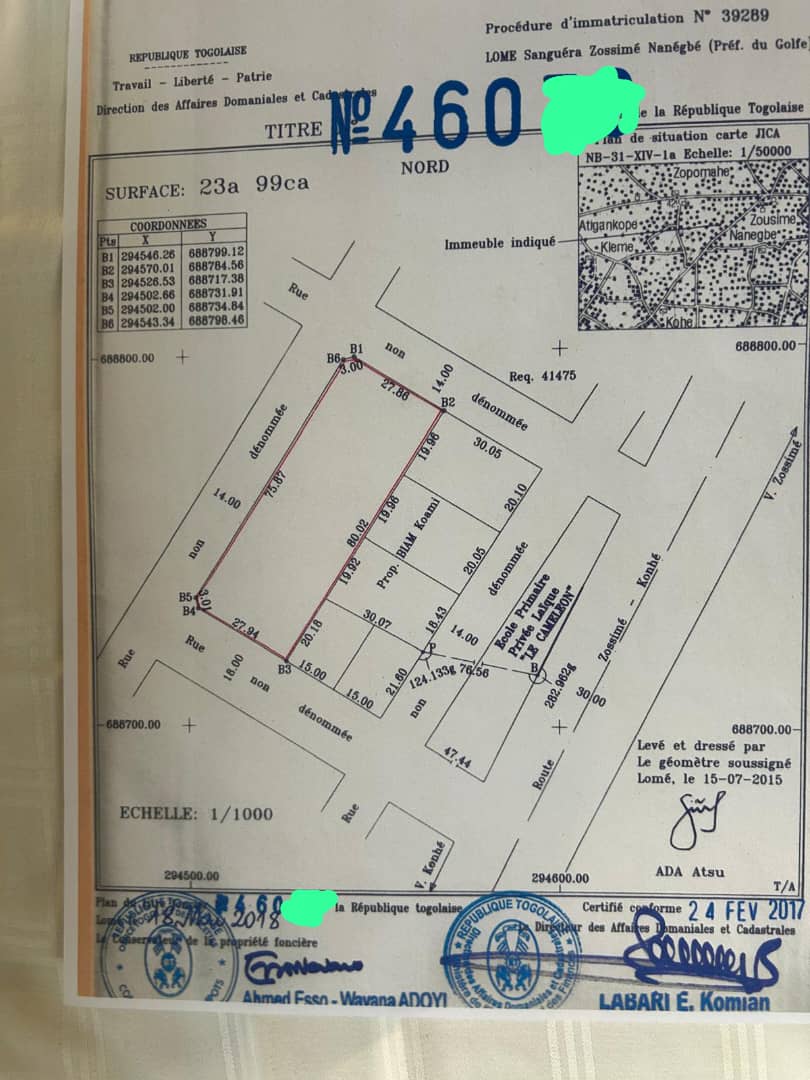 Procédure d'immatriculation N° 39289
LOME Sanguéra Zossimé Nanégbé (Préf. du Golfe
REPUBLIQUE TOGOLAISE
Travail - Liberté - Patrie
Direction des Affaires Domaniales et Cadastrales
TITRE
N° 460
de la République Togolaise
NORD
Plan de situation carte JICA
NB-31-XIV-1a Echelle: 1/50000
Zopomahe
Atigankope
Zousime
Nanegbe
Kleme
Kohe
Immeuble indiqué
SURFACE: 23a 99ca
COORDONNEES
Pts X Y
B1 294546.26 688799.12
B2 294570.01 688784.56
B3 294526.53 688717.38
B4 294502.66 688731.91
B5 294502.00 688734.84
B6 294543.34 688798.46
688800.00
688800.00
Rue
non
14.00
dénommée
Req. 41475
B6
B1
3.00
27.86
B2
30.05
19.96
19.98
80.02
19.92
20.18
20.10
20.05
18.43
Prop. BIAM Koami
dénommée
14.00
non
Rue
75.87
B5
3.01
B4
27.94
B3
15.00
15.00
30.07
21.60
P
124.133g 76.56
B
282.962g
14.00
dénommée
non
Ecole Primaire
Privée Laïque
"LE CAMELEON"
Rue
18.00
non
dénommée
Rue
47.44
Route
30.00
Zossimé - Konhé
V. Zossimé
V. Konhé
688700.00
688700.00
Levé et dressé par
Le géomètre soussigné
Lomé, le 15-07-2015
ADA Atsu
ECHELLE: 1/1000
294500.00
294600.00
T/A
Plan du titre foncier N° 460
la République togolaise
Lomé, le 18 Mai 2018
Le Conservateur de la propriété foncière
Ahmed Esso - Wavana ADOYI
REPUBLIQUE TOGOLAISE
Certifié conforme 24 FEV 2017
Le Directeur des Affaires Domaniales et Cadastrales
LABARI E. Komian